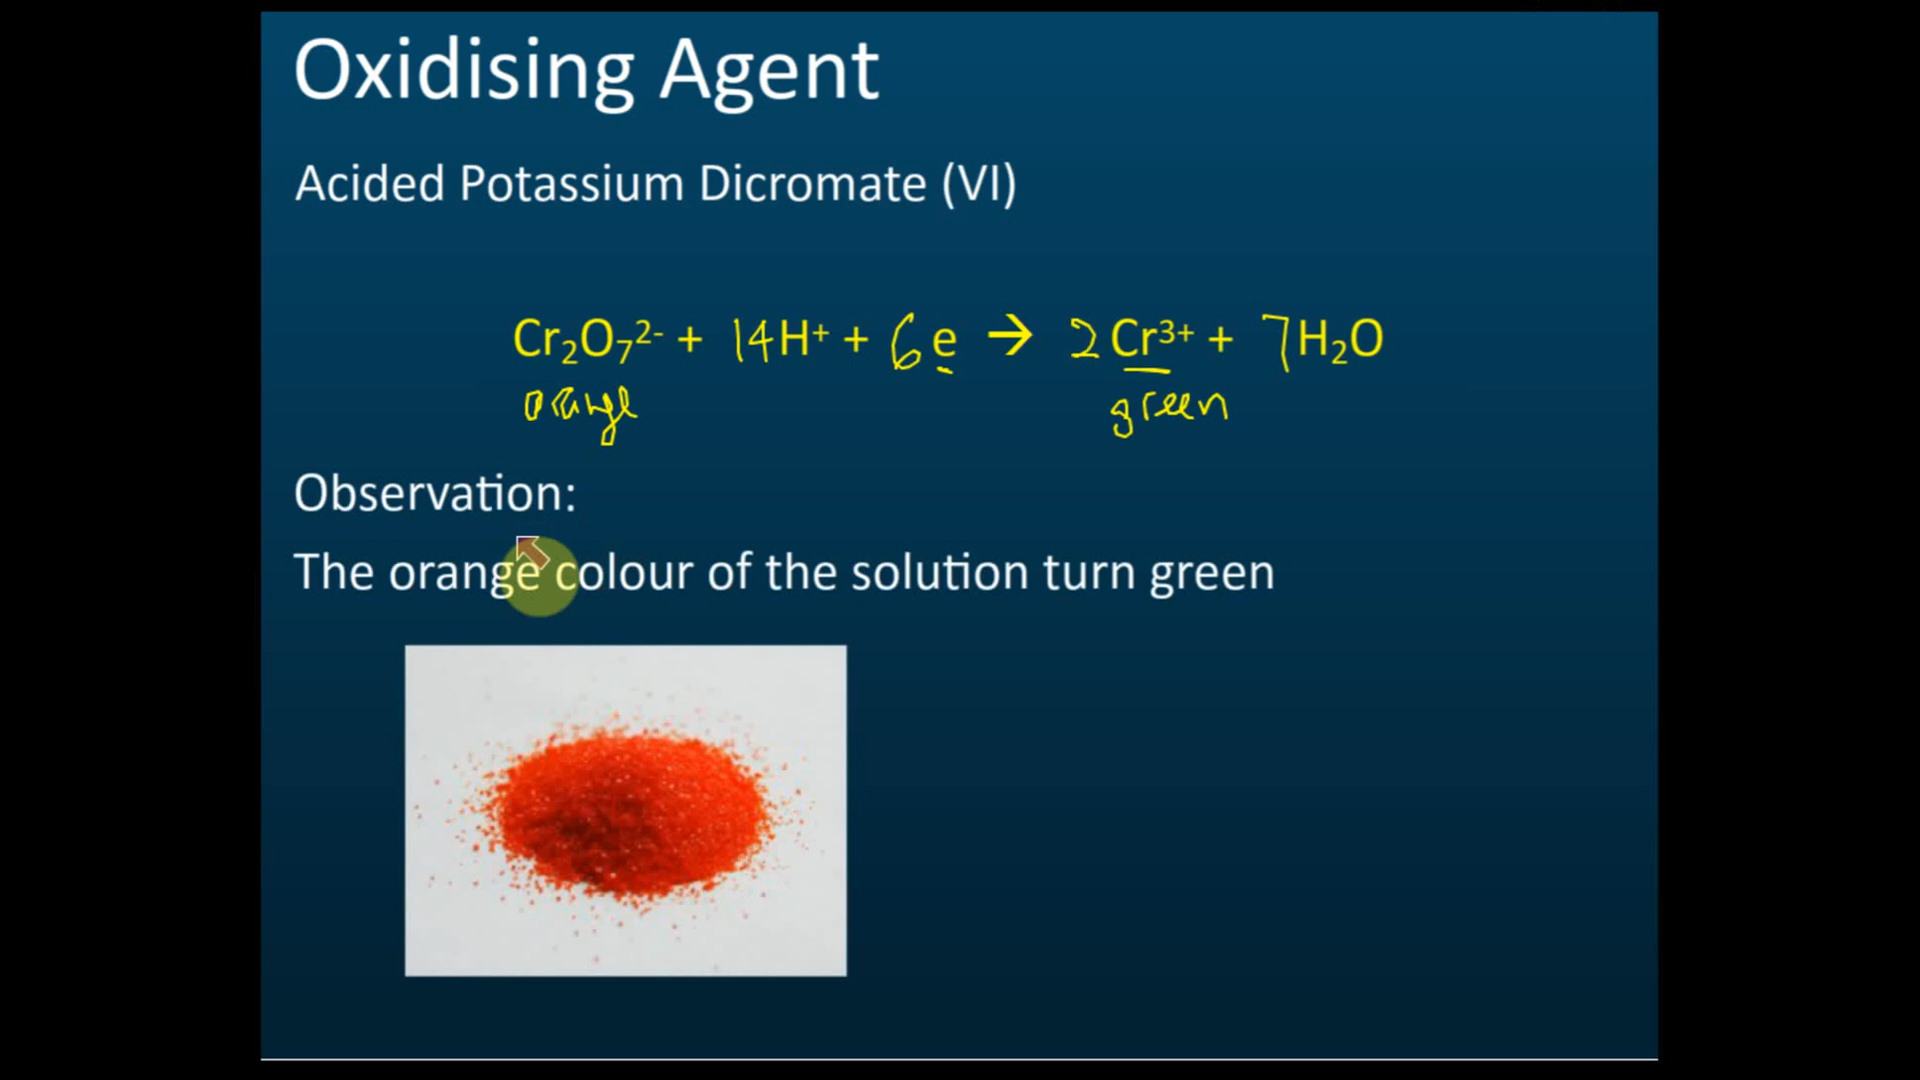 Oxidising Agent
Acided Potassium Dicromate (VI)
Cr₂O₇²⁻ + 14H⁺ + 6e → 2Cr³⁺ + 7H₂O
orange green
Observation:
The orange colour of the solution turn green